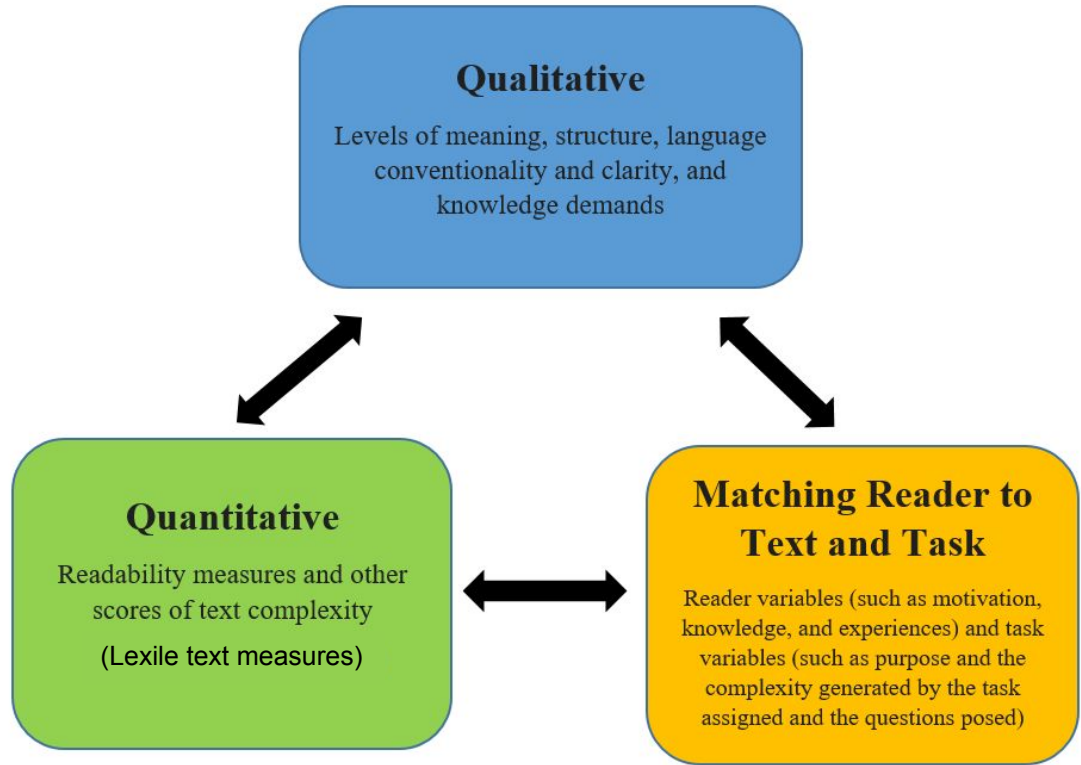 Qualitative
Levels of meaning, structure, language
conventionality and clarity, and
knowledge demands
Quantitative
Readability measures and other
scores of text complexity
(Lexile text measures)
Matching Reader to
Text and Task
Reader variables (such as motivation,
knowledge, and experiences) and task
variables (such as purpose and the
complexity generated by the task
assigned and the questions posed)